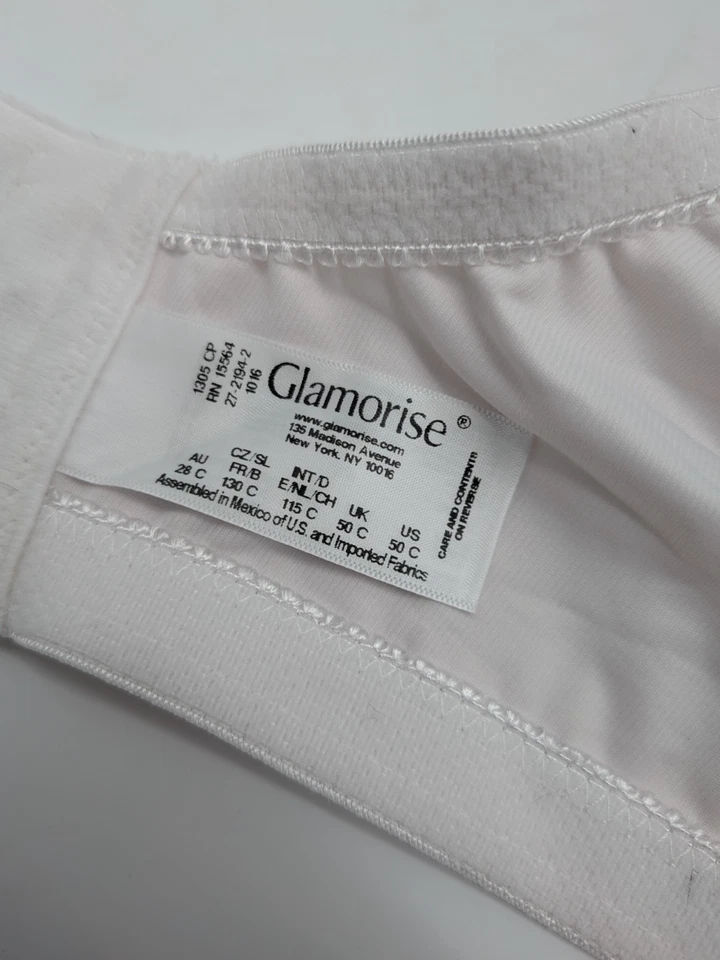 1305 CP
RN 15564
27-2194-2
1016
Glamorise®
www.glamorise.com
135 Madison Avenue
New York, NY 10016
AU CZ/SL INT/D UK US
FR/B E/NL/CH
28 C 130 C 115 C 50 C 50 C
Assembled in Mexico of U.S. and Imported Fabrics
CARE AND CONTENT
ON REVERSE